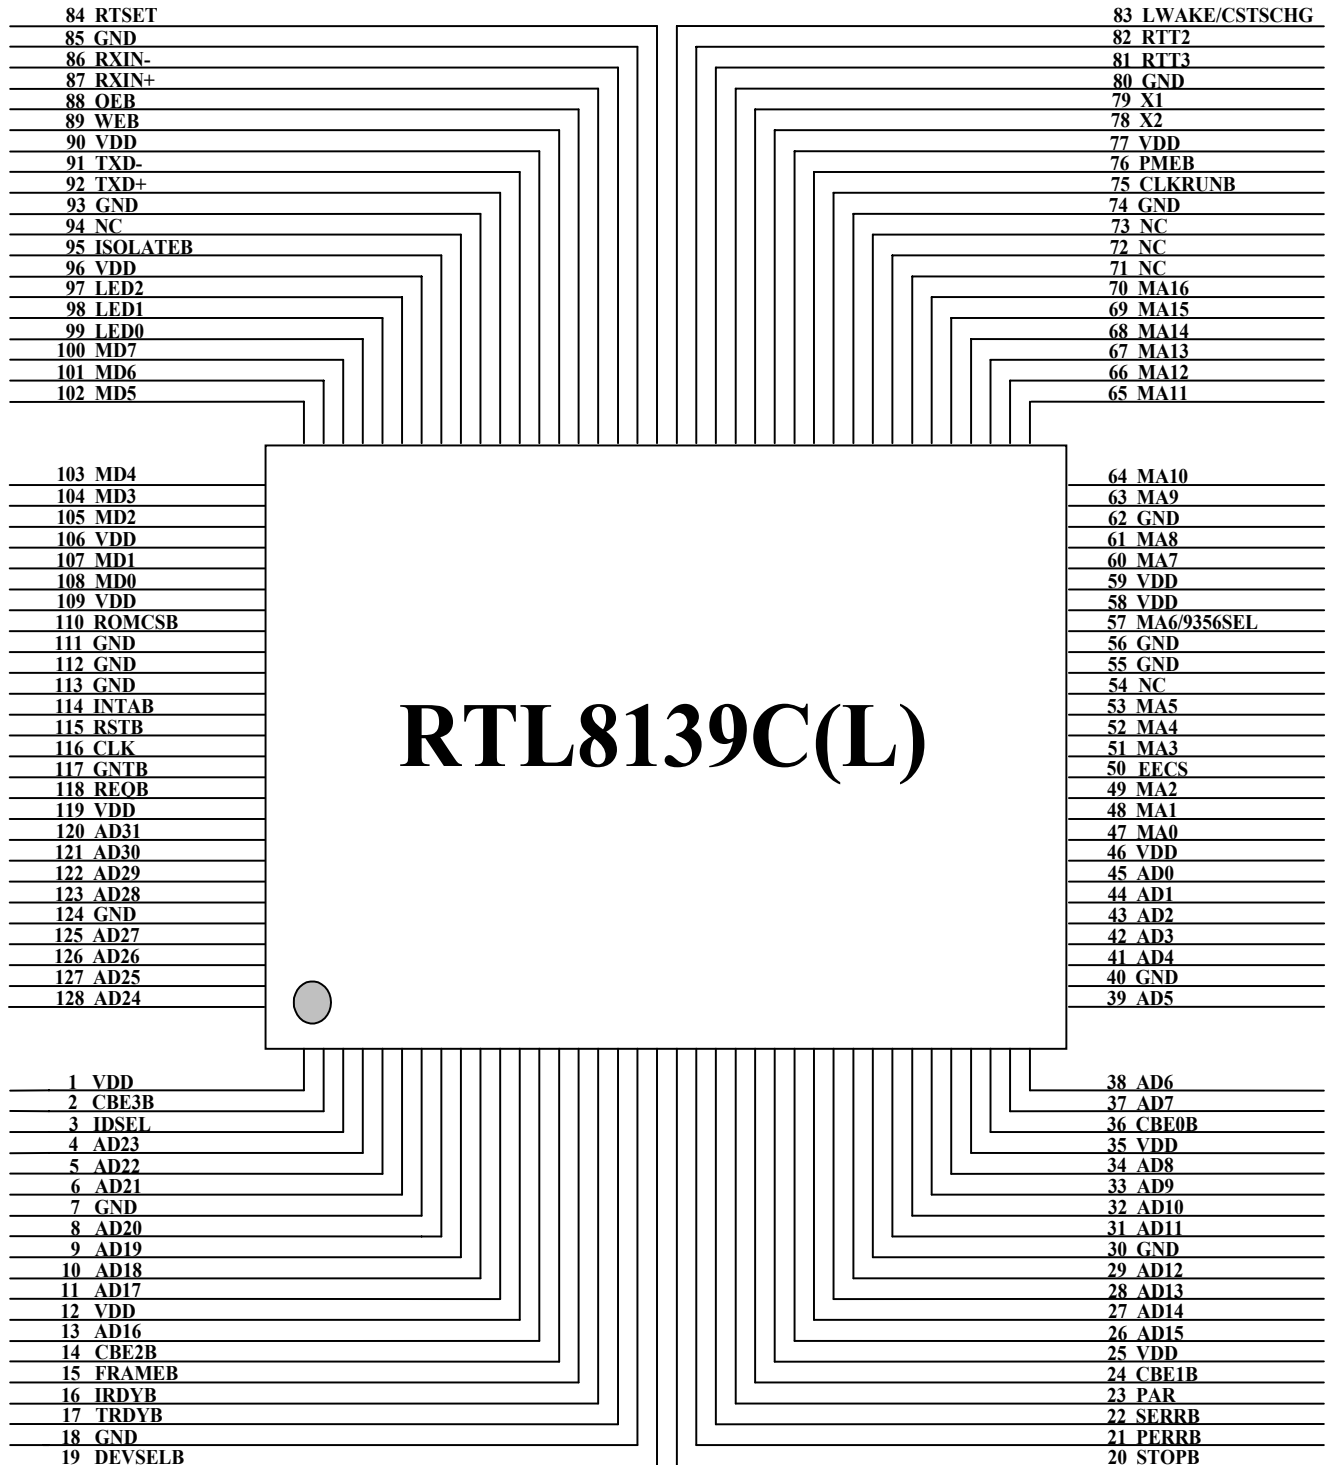 84 RTSET
85 GND
86 RXIN-
87 RXIN+
88 OEB
89 WEB
90 VDD
91 TXD-
92 TXD+
93 GND
94 NC
95 ISOLATEB
96 VDD
97 LED2
98 LED1
99 LED0
100 MD7
101 MD6
102 MD5
83 LWAKE/CSTSCHG
82 RTT2
81 RTT3
80 GND
79 X1
78 X2
77 VDD
76 PMEB
75 CLKRUNB
74 GND
73 NC
72 NC
71 NC
70 MA16
69 MA15
68 MA14
67 MA13
66 MA12
65 MA11
103 MD4
104 MD3
105 MD2
106 VDD
107 MD1
108 MD0
109 VDD
110 ROMCSB
111 GND
112 GND
113 GND
114 INTAB
115 RSTB
116 CLK
117 GNTB
118 REQB
119 VDD
120 AD31
121 AD30
122 AD29
123 AD28
124 GND
125 AD27
126 AD26
127 AD25
128 AD24
RTL8139C(L)
64 MA10
63 MA9
62 GND
61 MA8
60 MA7
59 VDD
58 VDD
57 MA6/9356SEL
56 GND
55 GND
54 NC
53 MA5
52 MA4
51 MA3
50 EECS
49 MA2
48 MA1
47 MA0
46 VDD
45 AD0
44 AD1
43 AD2
42 AD3
41 AD4
40 GND
39 AD5
1 VDD
2 CBE3B
3 IDSEL
4 AD23
5 AD22
6 AD21
7 GND
8 AD20
9 AD19
10 AD18
11 AD17
12 VDD
13 AD16
14 CBE2B
15 FRAMEB
16 IRDYB
17 TRDYB
18 GND
19 DEVSELB
38 AD6
37 AD7
36 CBE0B
35 VDD
34 AD8
33 AD9
32 AD10
31 AD11
30 GND
29 AD12
28 AD13
27 AD14
26 AD15
25 VDD
24 CBE1B
23 PAR
22 SERRB
21 PERRB
20 STOPB